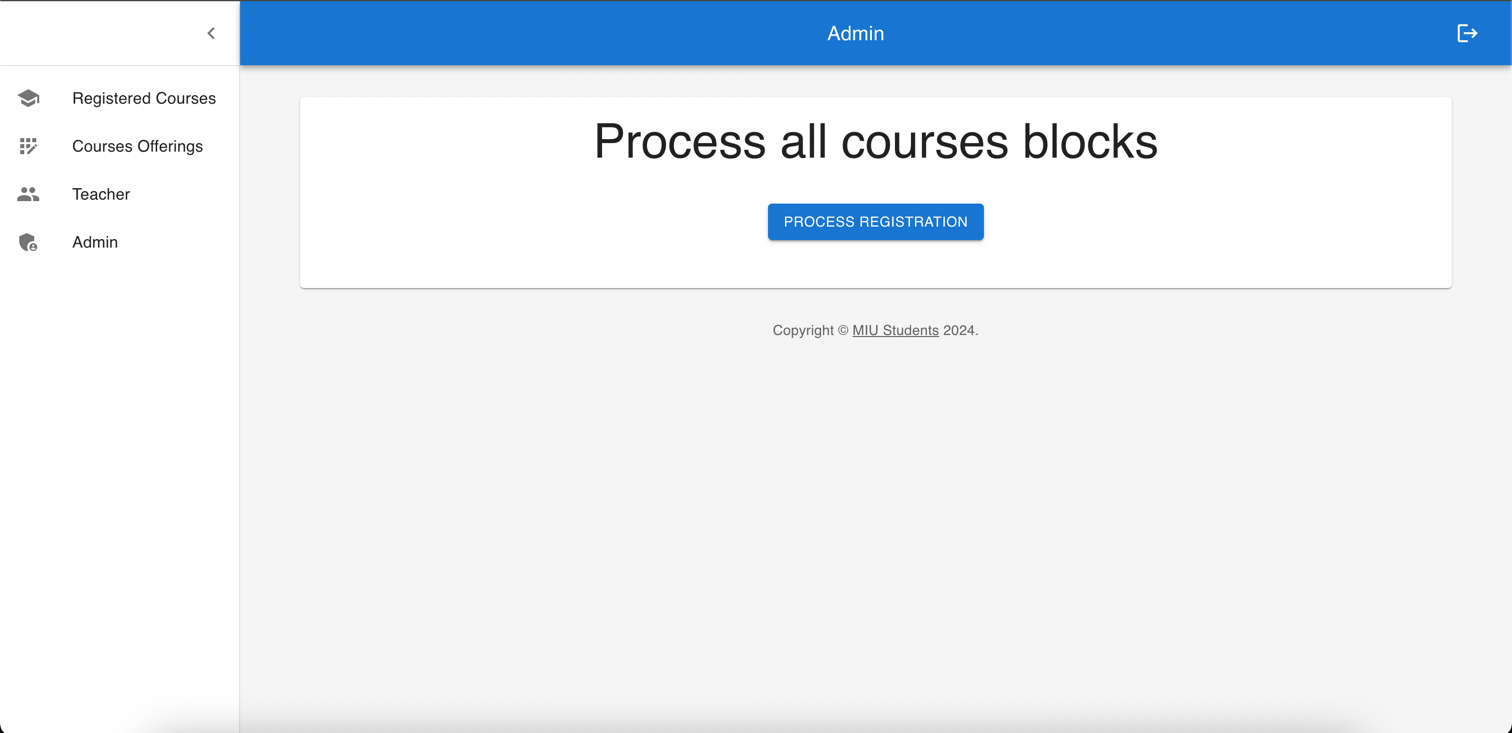 Admin
Registered Courses
Courses Offerings
Teacher
Admin
Process all courses blocks
PROCESS REGISTRATION
Copyright © MIU Students 2024.